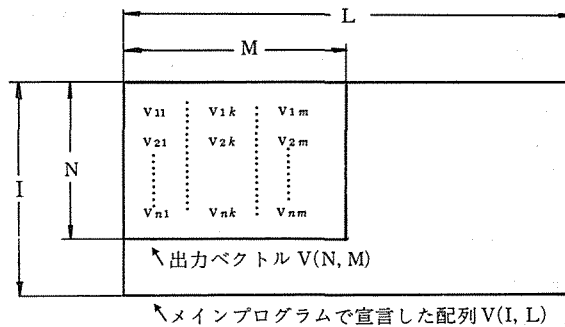 L
M
v11 v1k v1m
v21 v2k v2m
N
I
vn1 vnk vnm
出力ベクトル V(N, M)
メインプログラムで宣言した配列 V(I, L)